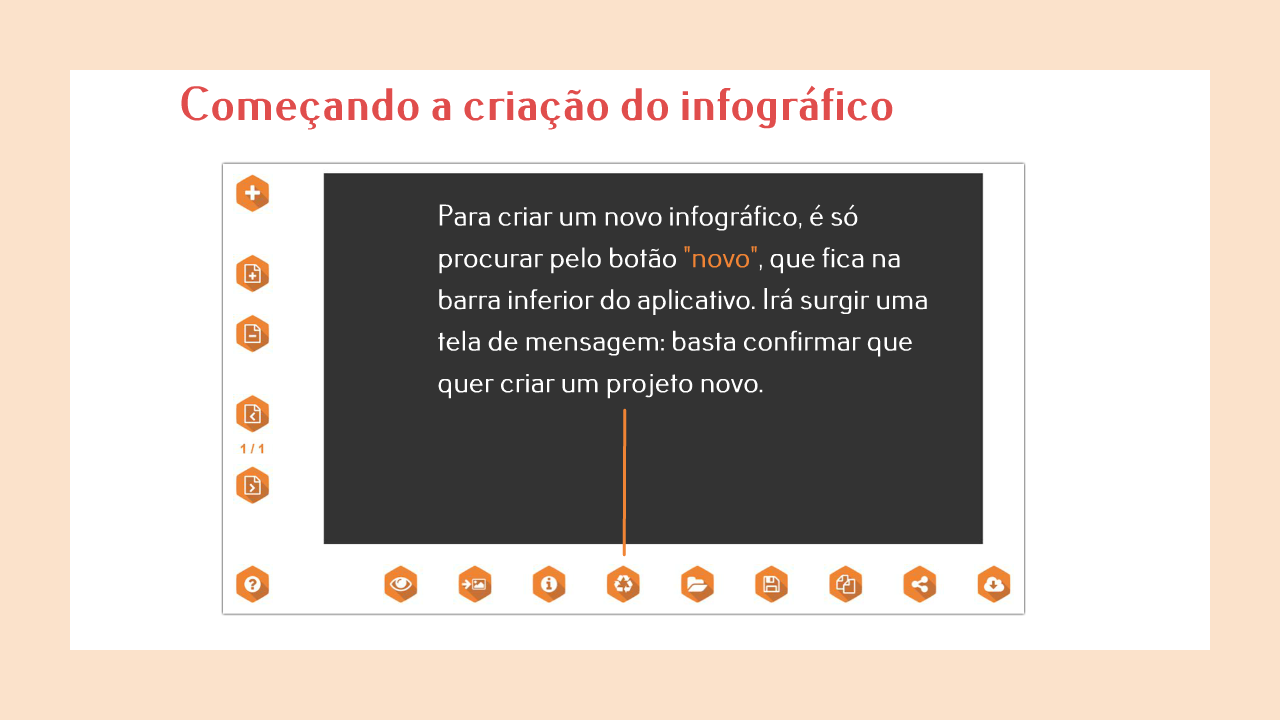 Começando a criação do infográfico
Para criar um novo infográfico, é só
procurar pelo botão "novo", que fica na
barra inferior do aplicativo. Irá surgir uma
tela de mensagem: basta confirmar que
quer criar um projeto novo.
1 / 1